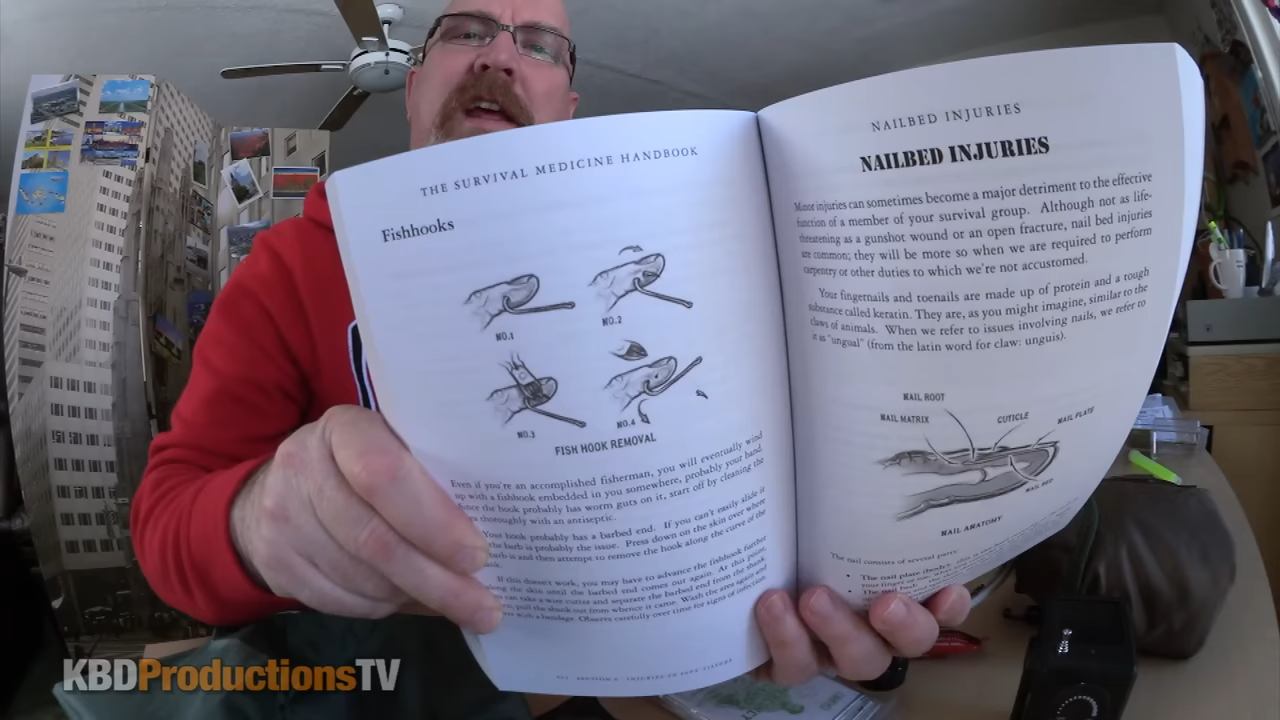 THE SURVIVAL MEDICINE HANDBOOK
Fishhooks
NO.1
NO.2
NO.3
NO.4
FISH HOOK REMOVAL
Even if you're an accomplished fisherman, you will eventually wind
up with a fishhook embedded in you somewhere, probably your hand.
Since the hook probably has worm guts on it, start off by cleaning the
thoroughly with an antiseptic.
Your hook probably has a barbed end. If you can't easily slide it
the barb is probably the issue. Press down on the skin over where
barb is and then attempt to remove the hook along the curve of the
If this doesn't work, you may have to advance the fishhook further
along the skin until the barbed end comes out again. At this point,
can take a wire cutter and separate the barbed end from the shank.
pull the shank out from whence it came. Wash the area again and
with a bandage. Observe carefully over time for signs of infection.
NAILBED INJURIES
NAILBED INJURIES
Minor injuries can sometimes become a major detriment to the effective
function of a member of your survival group. Although not as life-
threatening as a gunshot wound or an open fracture, nail bed injuries
are common; they will be more so when we are required to perform
carpentry or other duties to which we're not accustomed.
Your fingernails and toenails are made up of protein and a tough
substance called keratin. They are, as you might imagine, similar to the
claws of animals. When we refer to issues involving nails, we refer to
it as "ungual" (from the latin word for claw: unguis).
NAIL ROOT
NAIL MATRIX
CUTICLE
NAIL PLATE
NAIL BED
NAIL ANATOMY
The nail consists of several parts:
• The nail plate (body):
• The nail bed:
KBDProductionsTV